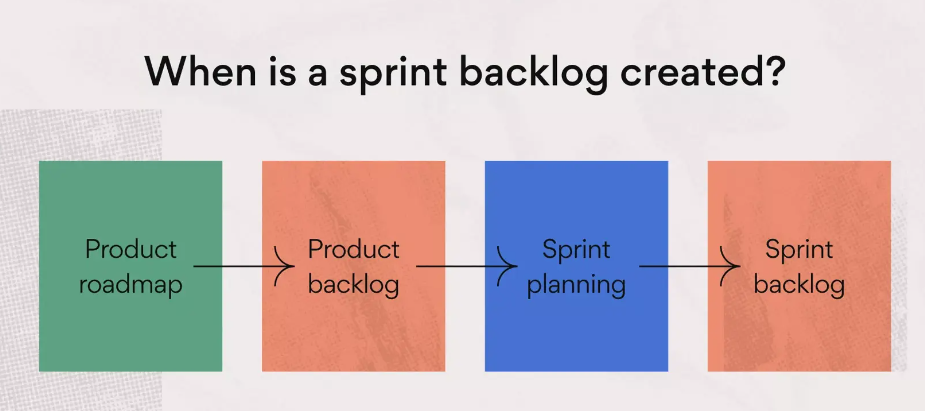 When is a sprint backlog created?
Product
roadmap
Product
backlog
Sprint
planning
Sprint
backlog